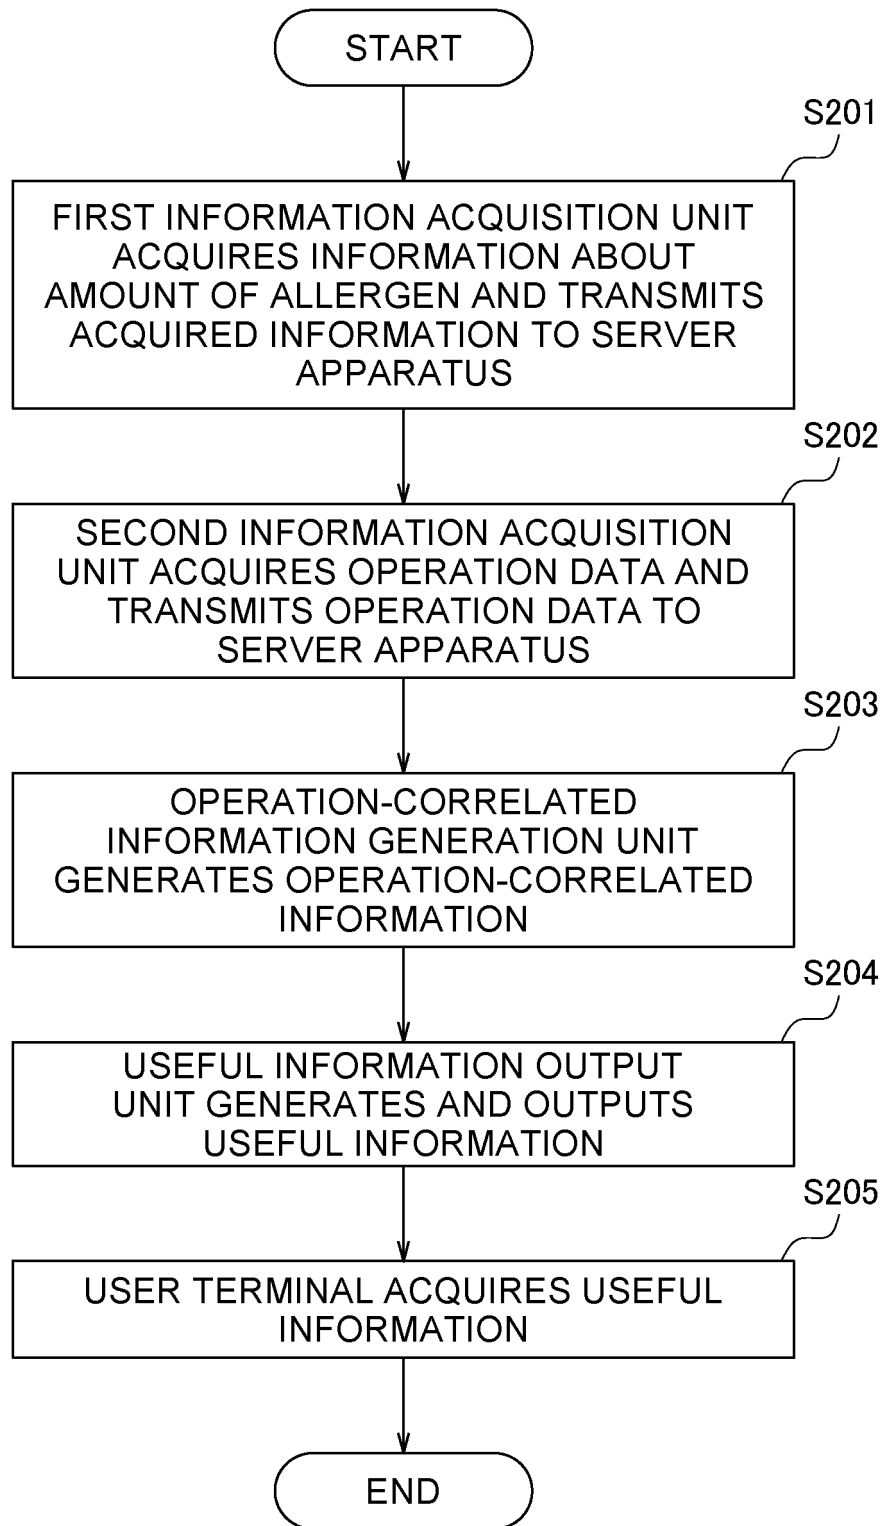 START
S201
FIRST INFORMATION ACQUISITION UNIT
ACQUIRES INFORMATION ABOUT
AMOUNT OF ALLERGEN AND TRANSMITS
ACQUIRED INFORMATION TO SERVER
APPARATUS
S202
SECOND INFORMATION ACQUISITION
UNIT ACQUIRES OPERATION DATA AND
TRANSMITS OPERATION DATA TO
SERVER APPARATUS
S203
OPERATION-CORRELATED
INFORMATION GENERATION UNIT
GENERATES OPERATION-CORRELATED
INFORMATION
S204
USEFUL INFORMATION OUTPUT
UNIT GENERATES AND OUTPUTS
USEFUL INFORMATION
S205
USER TERMINAL ACQUIRES USEFUL
INFORMATION
END